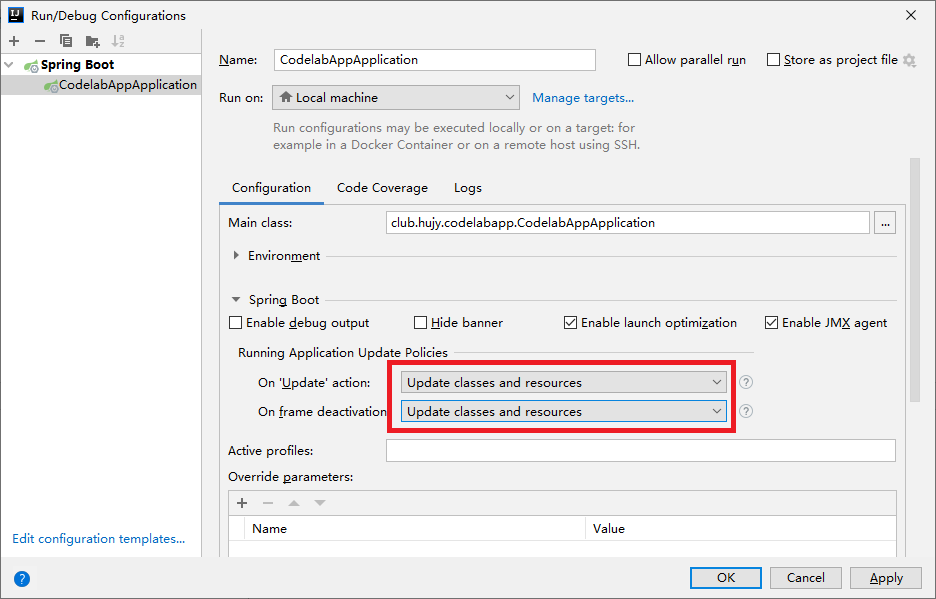 Run/Debug Configurations
Spring Boot
CodelabAppApplication
Name:
CodelabAppApplication
Allow parallel run
Store as project file
Run on:
Local machine
Manage targets...
Run configurations may be executed locally or on a target: for
example in a Docker Container or on a remote host using SSH.
Configuration
Code Coverage
Logs
Main class:
club.hujy.codelabapp.CodelabAppApplication
...
Environment
Spring Boot
Enable debug output
Hide banner
Enable launch optimization
Enable JMX agent
Running Application Update Policies
On 'Update' action:
Update classes and resources
?
On frame deactivation
Update classes and resources
?
Active profiles:
Override parameters:
Name
Value
Edit configuration templates...
?
OK
Cancel
Apply